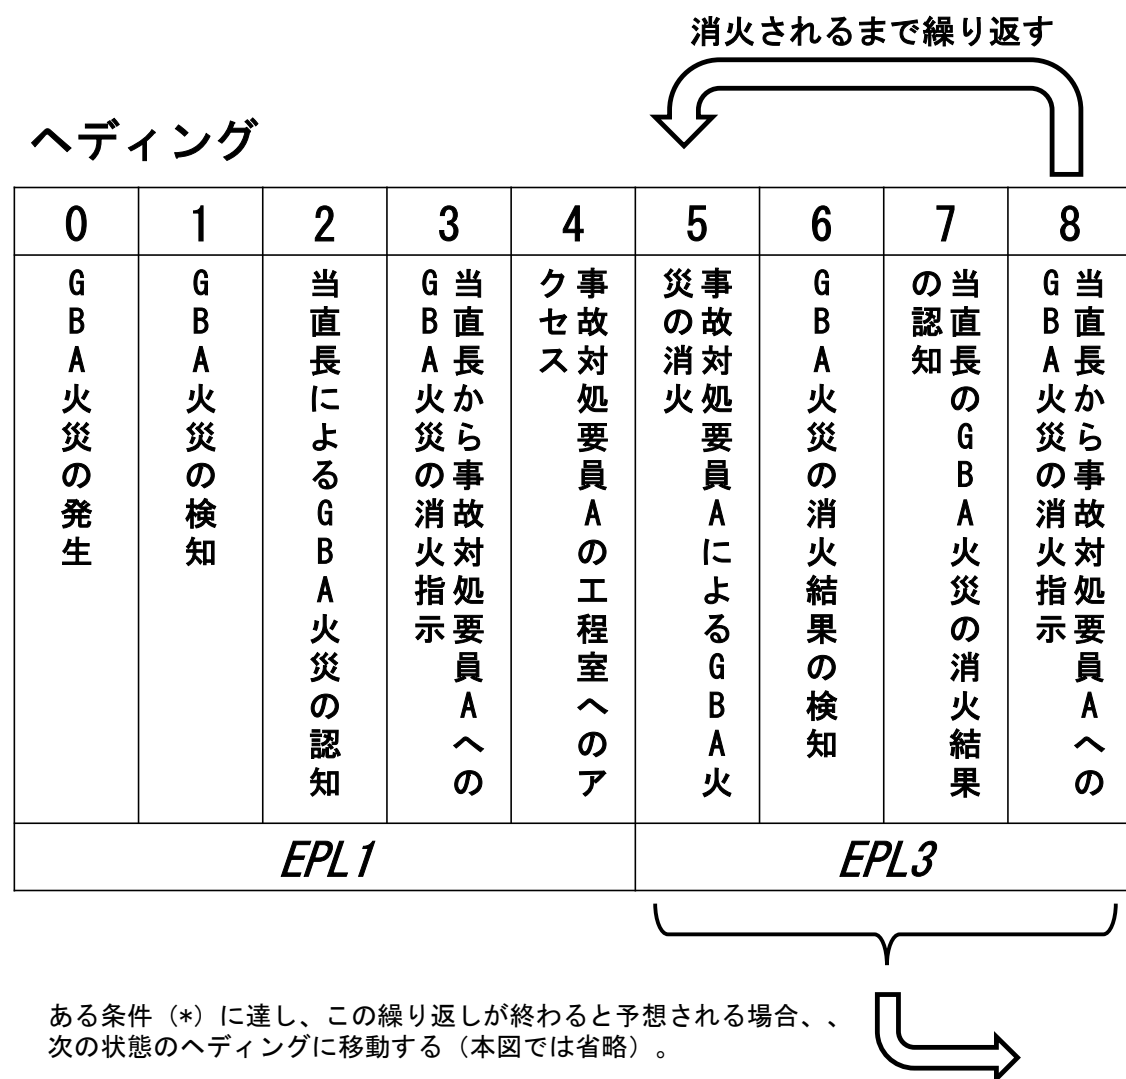 消火されるまで繰り返す
ヘディング
0
1
2
3
4
5
6
7
8
GBA火災の発生
GBA火災の検知
当直長によるGBA火災の認知
当直長から事故対処要員Aへの
GBA火災の消火指示
事故対処要員Aの工程室へのア
クセス
事故対処要員AによるGBA火
災の消火
GBA火災の消火結果の検知
当直長のGBA火災の消火結果
の認知
当直長から事故対処要員Aへの
GBA火災の消火指示
EPL1
EPL3
ある条件（*）に達し、この繰り返しが終わると予想される場合、、
次の状態のヘディングに移動する（本図では省略）。